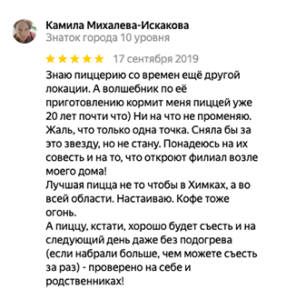 Камила Михалева-Искакова
Знаток города 10 уровня
17 сентября 2019
Знаю пиццерию со времен ещё другой
локации. А волшебник по её
приготовлению кормит меня пиццей уже
20 лет почти что) Ни на что не променяю.
Жаль, что только одна точка. Сняла бы за
это звезду, но не стану. Понадеюсь на их
совесть и на то, что откроют филиал возле
моего дома!
Лучшая пицца не то чтобы в Химках, а во
всей области. Настаиваю. Кофе тоже
огонь.
А пиццу, кстати, хорошо будет съесть и на
следующий день даже без подогрева
(если набрали больше, чем можете съесть
за раз) - проверено на себе и
родственниках!